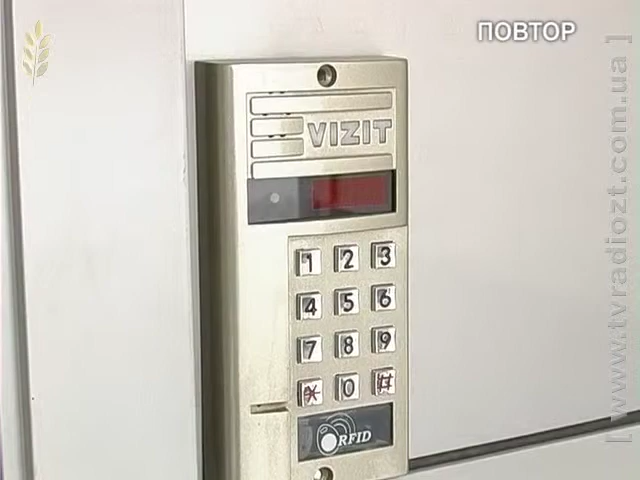 ПОВТОР
VIZIT
1 2 3
4 5 6
7 8 9
* 0 #
RFID
[ www.tvradiozt.com.ua ]